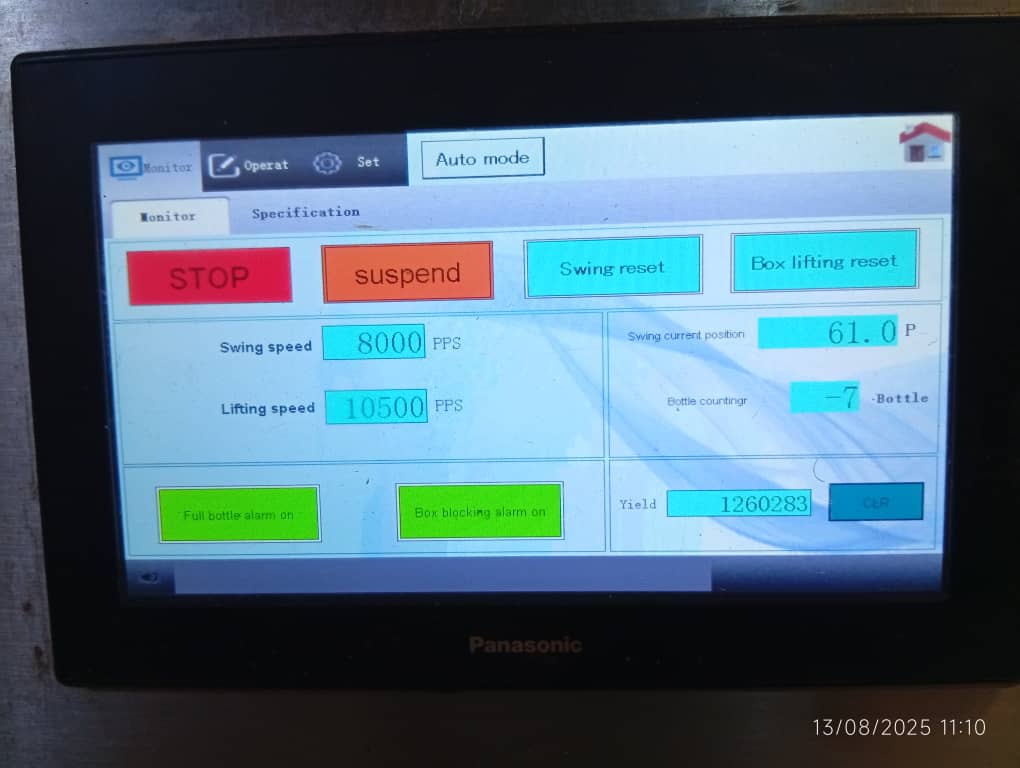 Monitor Operat Set Auto mode
Monitor Specification
STOP suspend Swing reset Box lifting reset
Swing speed 8000 PPS
Lifting speed 10500 PPS
Swing current position 61.0 P
Bottle countingr -7 -Bottle
Full bottle alarm on Box blocking alarm on
Yield 1260283 CLR
Panasonic
13/08/2025 11:10